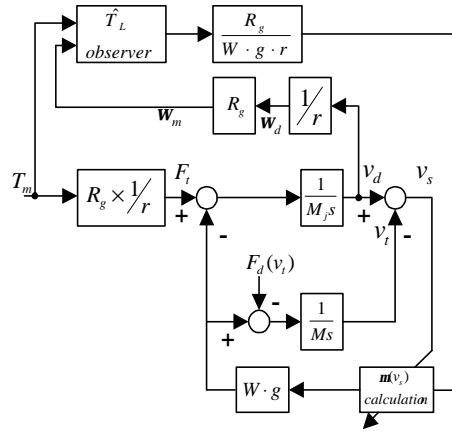 T̂_L
observer
R_g
W · g · r
R_g
1/r
𝐖_m
𝐖_d
T_m
R_g × 1/r
F_t
+
-
1
M_j s
v_d
+
-
v_s
v_t
F_d(v_t)
-
+
1
Ms
W · g
𝐦(v_s)
calculation